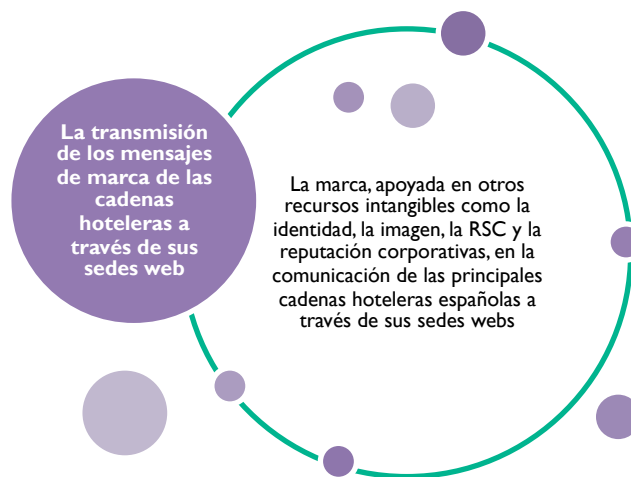 La transmisión
de los mensajes
de marca de las
cadenas
hoteleras a
través de sus
sedes web
La marca, apoyada en otros
recursos intangibles como la
identidad, la imagen, la RSC y la
reputación corporativas, en la
comunicación de las principales
cadenas hoteleras españolas a
través de sus sedes webs